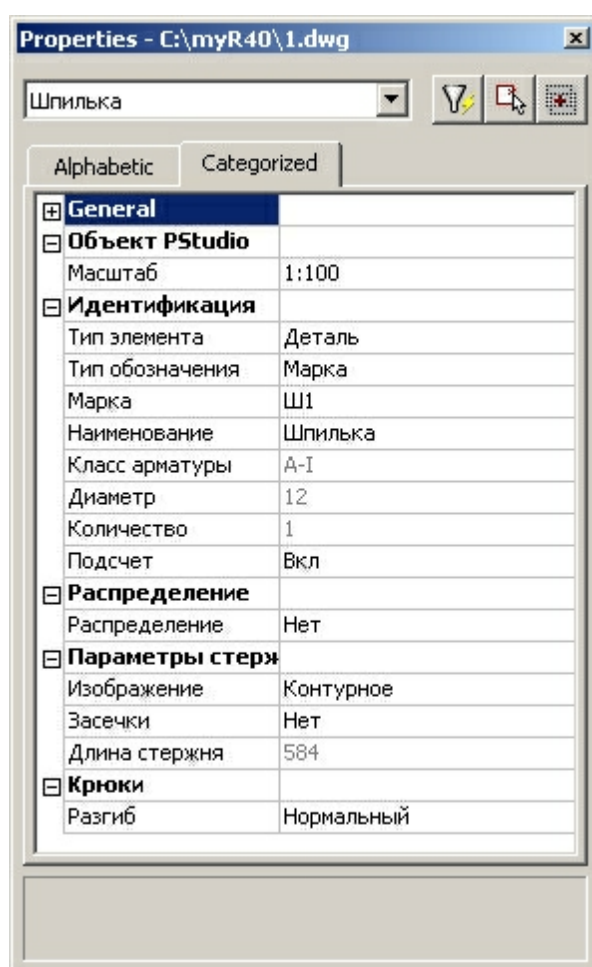 Properties - C:\myR40\1.dwg
Шпилька
Alphabetic Categorized
General
Объект PStudio
Масштаб 1:100
Идентификация
Тип элемента Деталь
Тип обозначения Марка
Марка Ш1
Наименование Шпилька
Класс арматуры А-I
Диаметр 12
Количество 1
Подсчет Вкл
Распределение
Распределение Нет
Параметры стерж
Изображение Контурное
Засечки Нет
Длина стержня 584
Крюки
Разгиб Нормальный